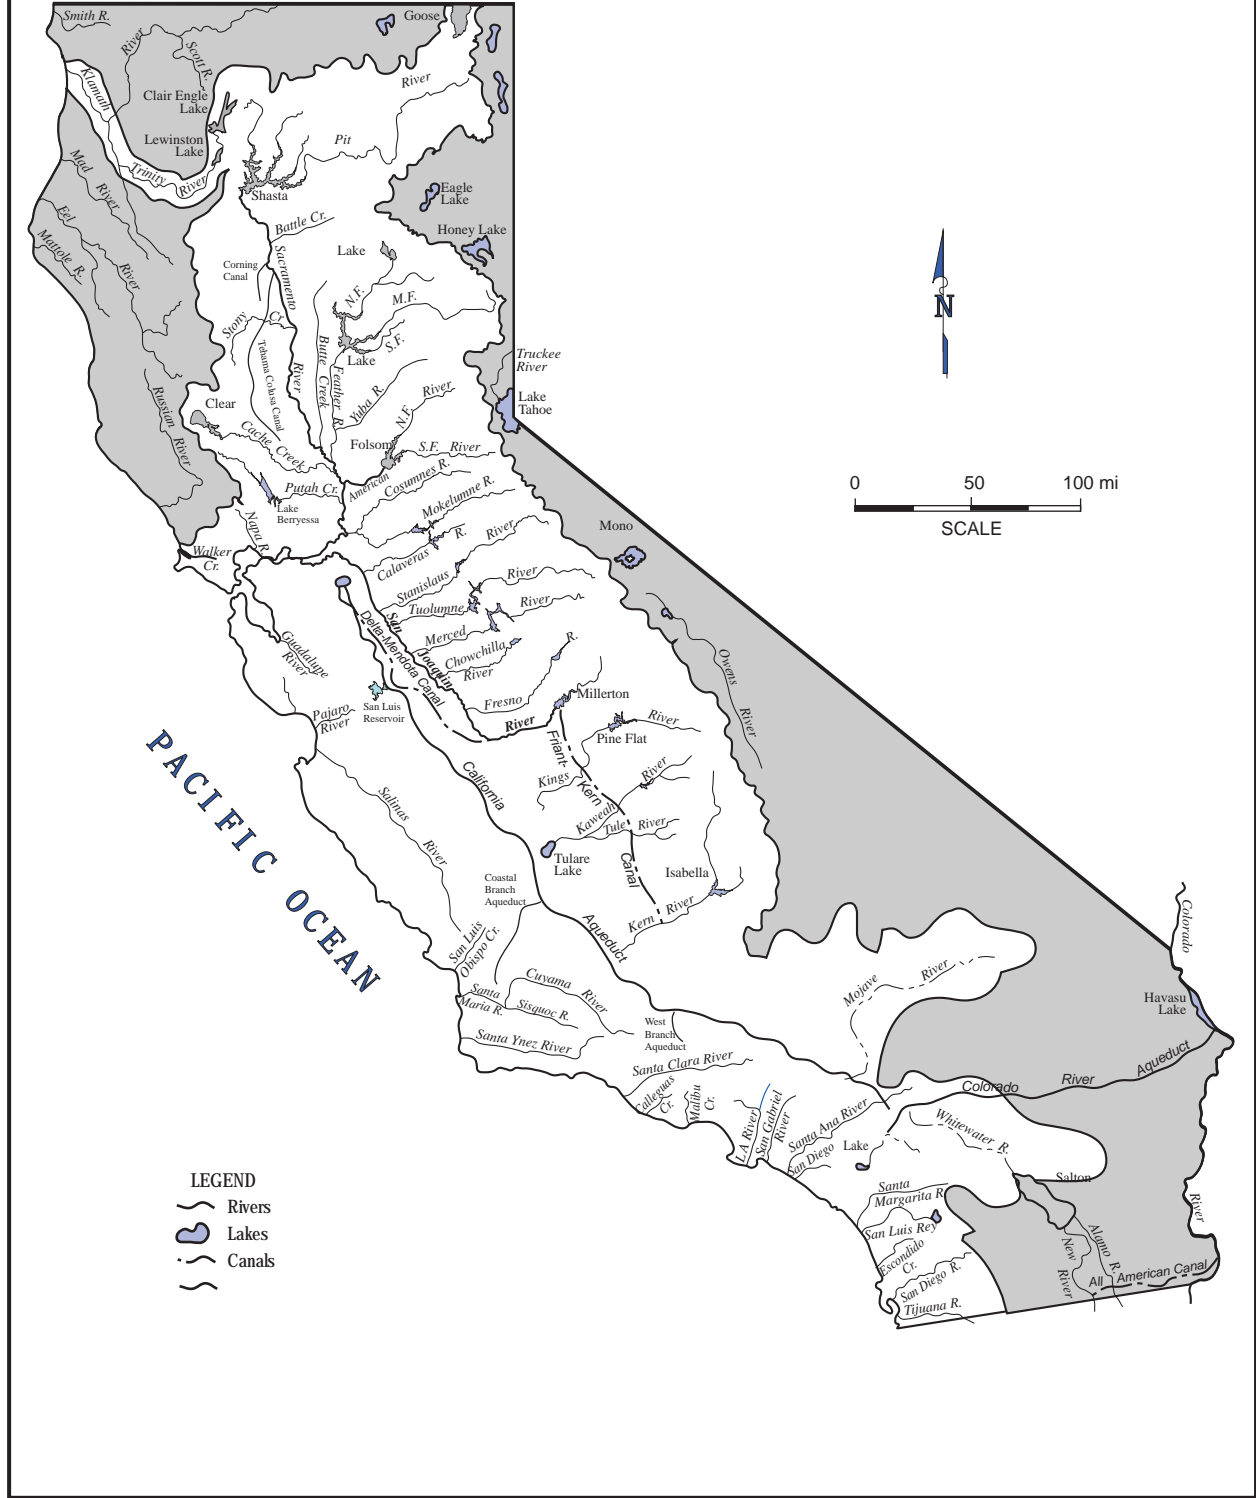 Smith R.
Goose
River
Scott R.
Klamath
River
Clair Engle
Lake
Lewinston
Lake
Pit
Trinity
River
Shasta
Mad
River
Eel
River
Mattole R.
Eagle
Lake
Honey Lake
Battle Cr.
Lake
Corning
Canal
Sacramento
River
N.F.
M.F.
S.F.
Stony
Cr.
Lake
Butte
Creek
Feather R.
Tehama Colusa Canal
Truckee
River
Lake
Tahoe
Yuba R.
N.F.
River
Russian
River
Clear
Cache Creek
Folsom
S.F. River
American
Cosumnes R.
Putah Cr.
Lake
Berryessa
Mokelumne R.
Napa R.
Walker
Cr.
Calaveras
R.
Stanislaus
River
Mono
Tuolumne
River
Merced
River
San
Joaquin
River
Delta-Mendota Canal
Chowchilla
River
Fresno
R.
Guadalupe
River
San Luis
Reservoir
Pajaro
River
Millerton
Pine Flat
River
Owens
River
Friant-
Kern
Canal
Kings
River
Kaweah
Tule River
Tulare
Lake
Isabella
Kern River
California
Aqueduct
Salinas
River
Coastal
Branch
Aqueduct
San Luis
Obispo Cr.
Cuyama
River
Santa
Maria R.
Sisquoc R.
Santa Ynez River
West
Branch
Aqueduct
Santa Clara River
Calleguas
Cr.
Malibu
Cr.
L A River
San Gabriel
River
Santa Ana River
San Diego
Lake
Mojave
River
Colorado
Havasu
Lake
Colorado
River
Aqueduct
Whitewater R.
Salton
Santa
Margarita R.
San Luis Rey
Escondido
Cr.
San Diego R.
Tijuana R.
New
River
Alamo R.
River
All American Canal
N
0 50 100 mi
SCALE
PACIFIC OCEAN
LEGEND
Rivers
Lakes
Canals